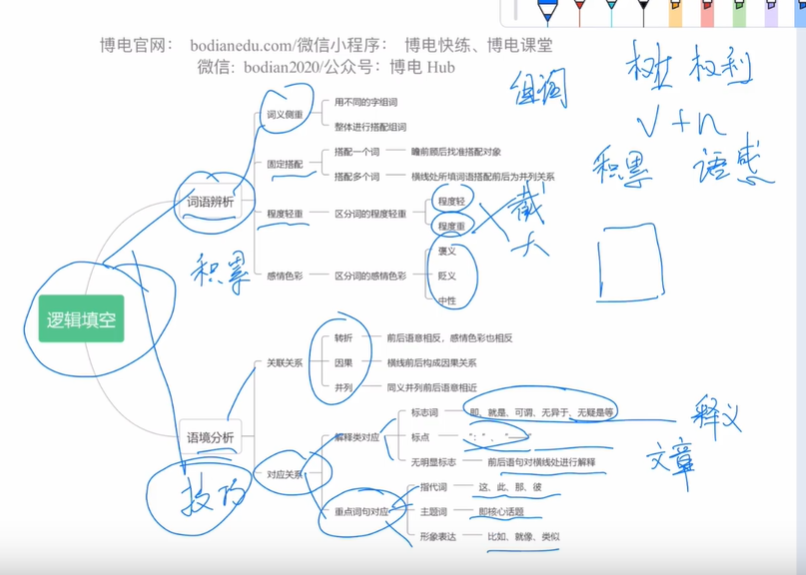 博电官网： bodianedu.com/微信小程序： 博电快练、博电课堂
微信: bodian2020/公众号：博电 Hub
组词
树杈 权利
V+n
积累 语感
逻辑填空
词语辨析
词义侧重
用不同的字组词
整体进行搭配组词
固定搭配
搭配一个词
瞻前顾后找准搭配对象
搭配多个词
横线处所填词语搭配前后为并列关系
程度轻重
区分词的程度轻重
程度轻
程度重
感情色彩
区分词的感情色彩
褒义
贬义
中性
积累
大
语境分析
关联关系
转折
前后语意相反，感情色彩也相反
因果
横线前后构成因果关系
并列
同义并列前后语意相近
对应关系
解释类对应
标志词
即、就是、可谓、无异于、无疑是等
标点
无明显标志
前后语句对横线处进行解释
重点词句对应
指代词
这、此、那、彼
主题词
即核心话题
形象表达
比如、就像、类似
技巧
释义
文章